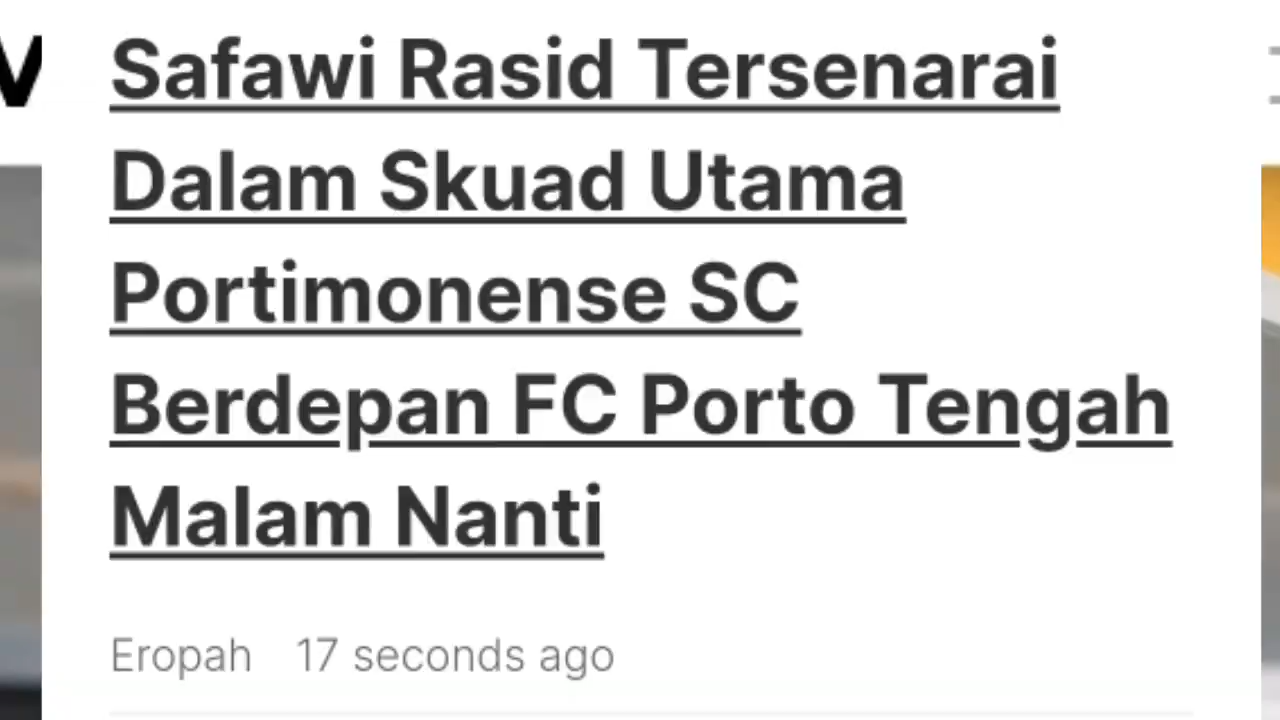 Safawi Rasid Tersenarai
Dalam Skuad Utama
Portimonense SC
Berdepan FC Porto Tengah
Malam Nanti
Eropah 17 seconds ago